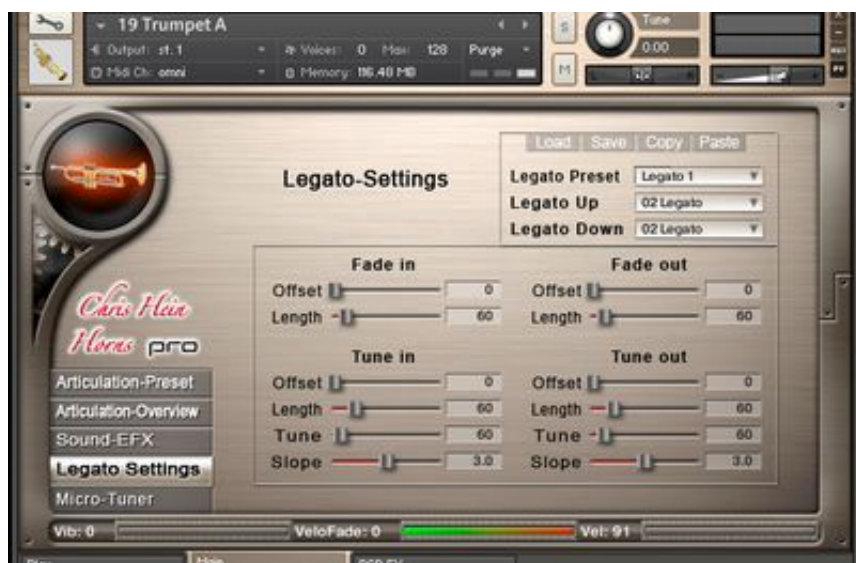 19 Trumpet A
Output: st.1 Voices: 0 Max: 128 Purge
Midi Ch: omni Memory: 116.40 MB
S
M
Tune
0.00
Load Save Copy Paste
Legato-Settings
Legato Preset Legato 1
Legato Up 02 Legato
Legato Down 02 Legato
Fade in Fade out
Offset 0 Offset 0
Length 60 Length 60
Chris Hein
Horns pro
Tune in Tune out
Offset 0 Offset 0
Length 60 Length 60
Tune 60 Tune 60
Slope 3.0 Slope 3.0
Articulation-Preset
Articulation-Overview
Sound-EFX
Legato Settings
Micro-Tuner
Vib: 0 VeloFade: 0 Vel: 91